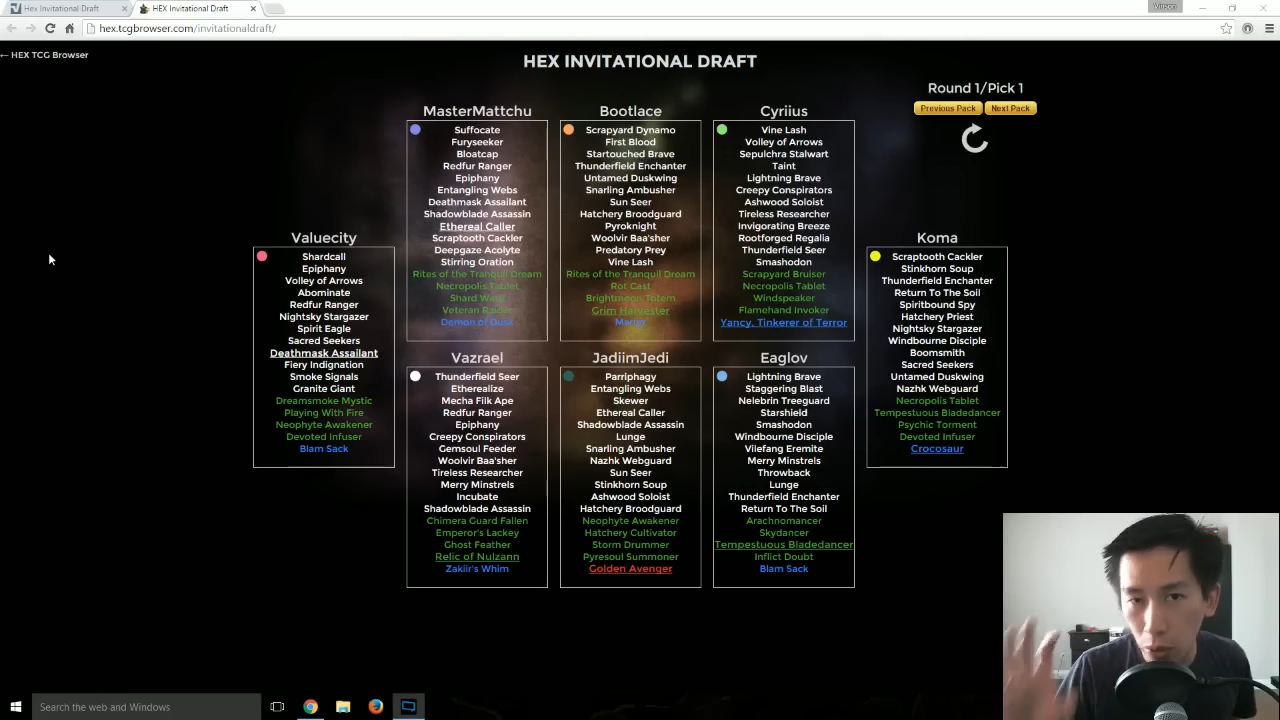 HEX Invitational Draft
HEX Invitational Draft
Vinson
hex.tcgbrowser.com/invitationaldraft/
← HEX TCG Browser
HEX INVITATIONAL DRAFT
Round 1/Pick 1
Previous Pack
Next Pack
MasterMattchu
Suffocate
Furyseeker
Bloatcap
Redfur Ranger
Epiphany
Entangling Webs
Deathmask Assailant
Shadowblade Assassin
Ethereal Caller
Scraptooth Cackler
Deepgaze Acolyte
Stirring Oration
Rites of the Tranquil Dream
Necropolis Tablet
Shard Ward
Veteran Raider
Demon of Dusk
Bootlace
Scrapyard Dynamo
First Blood
Startouched Brave
Thunderfield Enchanter
Untamed Duskwing
Snarling Ambusher
Sun Seer
Hatchery Broodguard
Pyroknight
Woolvir Baa'sher
Predatory Prey
Vine Lash
Rites of the Tranquil Dream
Rot Cast
Brightmoon Totem
Grim Harvester
Martyr
Cyriius
Vine Lash
Volley of Arrows
Sepulchra Stalwart
Taint
Lightning Brave
Creepy Conspirators
Ashwood Soloist
Tireless Researcher
Invigorating Breeze
Rootforged Regalia
Thunderfield Seer
Smashodon
Scrapyard Bruiser
Necropolis Tablet
Windspeaker
Flamehand Invoker
Yancy, Tinkerer of Terror
Valuecity
Shardcall
Epiphany
Volley of Arrows
Abominate
Redfur Ranger
Nightsky Stargazer
Spirit Eagle
Sacred Seekers
Deathmask Assailant
Fiery Indignation
Smoke Signals
Granite Giant
Dreamsmoke Mystic
Playing With Fire
Neophyte Awakener
Devoted Infuser
Blam Sack
Koma
Scraptooth Cackler
Stinkhorn Soup
Thunderfield Enchanter
Return To The Soil
Spiritbound Spy
Hatchery Priest
Nightsky Stargazer
Windbourne Disciple
Boomsmith
Sacred Seekers
Untamed Duskwing
Nazhk Webguard
Necropolis Tablet
Tempestuous Bladedancer
Psychic Torment
Devoted Infuser
Crocosaur
Vazrael
Thunderfield Seer
Etherealize
Mecha Filk Ape
Redfur Ranger
Epiphany
Creepy Conspirators
Gemsoul Feeder
Woolvir Baa'sher
Tireless Researcher
Merry Minstrels
Incubate
Shadowblade Assassin
Chimera Guard Fallen
Emperor's Lackey
Ghost Feather
Relic of Nulzann
Zakiir's Whim
JadiimJedi
Parriphagy
Entangling Webs
Skewer
Ethereal Caller
Shadowblade Assassin
Lunge
Snarling Ambusher
Nazhk Webguard
Sun Seer
Stinkhorn Soup
Ashwood Soloist
Hatchery Broodguard
Neophyte Awakener
Hatchery Cultivator
Storm Drummer
Pyresoul Summoner
Golden Avenger
Eaglov
Lightning Brave
Staggering Blast
Nelebrin Treeguard
Starshield
Smashodon
Windbourne Disciple
Vilefang Eremite
Merry Minstrels
Throwback
Lunge
Thunderfield Enchanter
Return To The Soil
Arachnomancer
Skydancer
Tempestuous Bladedancer
Inflict Doubt
Blam Sack
Search the web and Windows